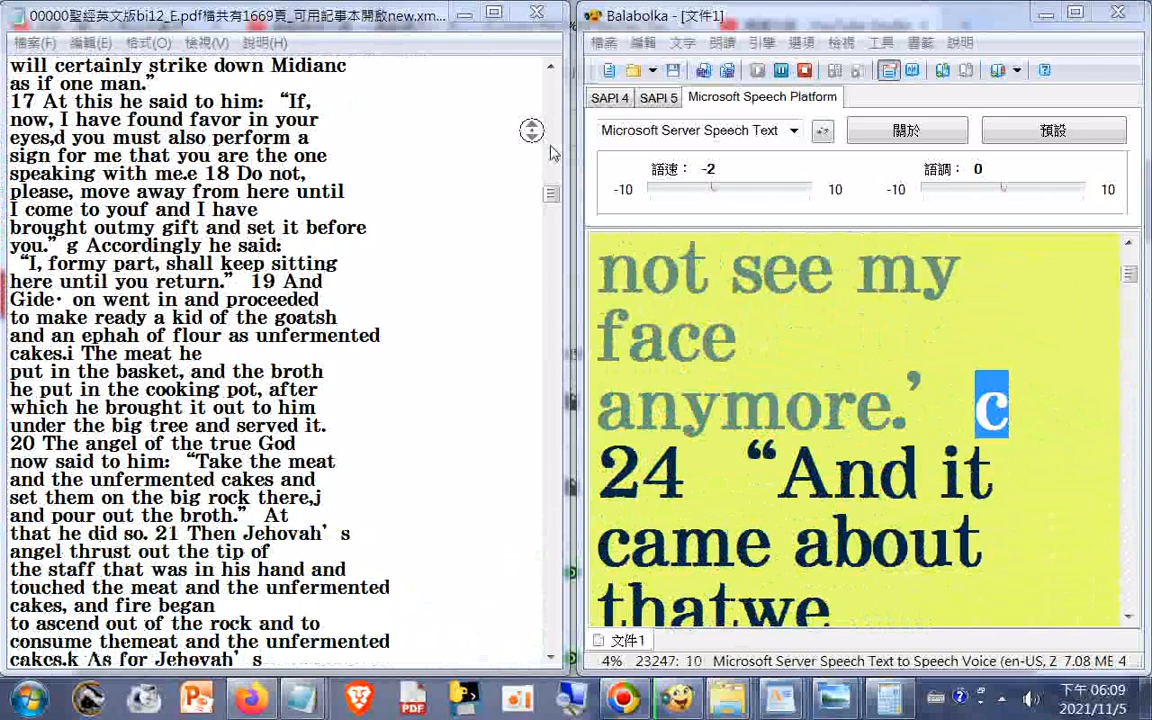 00000聖經英文版bi12_E.pdf檔共有1669頁_可用記事本開啟new.xm...
檔案(F) 編輯(E) 格式(O) 檢視(V) 說明(H)
will certainly strike down Midianc
as if one man.”
17 At this he said to him: “If,
now, I have found favor in your
eyes,d you must also perform a
sign for me that you are the one
speaking with me.e 18 Do not,
please, move away from here until
I come to youf and I have
brought outmy gift and set it before
you.” g Accordingly he said:
“I, formy part, shall keep sitting
here until you return.” 19 And
Gide· on went in and proceeded
to make ready a kid of the goatsh
and an ephah of flour as unfermented
cakes.i The meat he
put in the basket, and the broth
he put in the cooking pot, after
which he brought it out to him
under the big tree and served it.
20 The angel of the true God
now said to him: “Take the meat
and the unfermented cakes and
set them on the big rock there,j
and pour out the broth.” At
that he did so. 21 Then Jehovah’s
angel thrust out the tip of
the staff that was in his hand and
touched the meat and the unfermented
cakes, and fire began
to ascend out of the rock and to
consume themeat and the unfermented
cakes.k As for Jehovah’s
Balabolka - [文件1]
檔案 編輯 文字 朗讀 引擎 選項 檢視 工具 書籤 說明
SAPI 4 SAPI 5 Microsoft Speech Platform
Microsoft Server Speech Text 關於 預設
語速： -2 語調： 0
-10 10 -10 10
not see my
face
anymore.’ c
24 “And it
came about
thatwe
文件1
4% 23247: 10 Microsoft Server Speech Text to Speech Voice (en-US, Z 7.08 ME 4
PDF
下午 06:09
2021/11/5